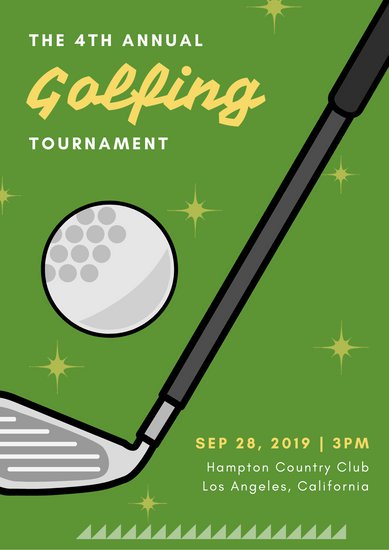 THE 4TH ANNUAL
Golfing
TOURNAMENT
SEP 28, 2019 | 3PM
Hampton Country Club
Los Angeles, California